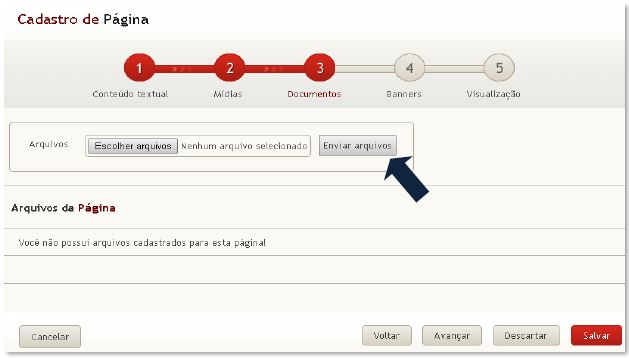 Cadastro de Página
1 2 3 4 5
Conteúdo textual Mídias Documentos Banners Visualização
Arquivos Escolher arquivos Nenhum arquivo selecionado Enviar arquivos
Arquivos da Página
Você não possui arquivos cadastrados para esta página!
Cancelar Voltar Avançar Descartar Salvar